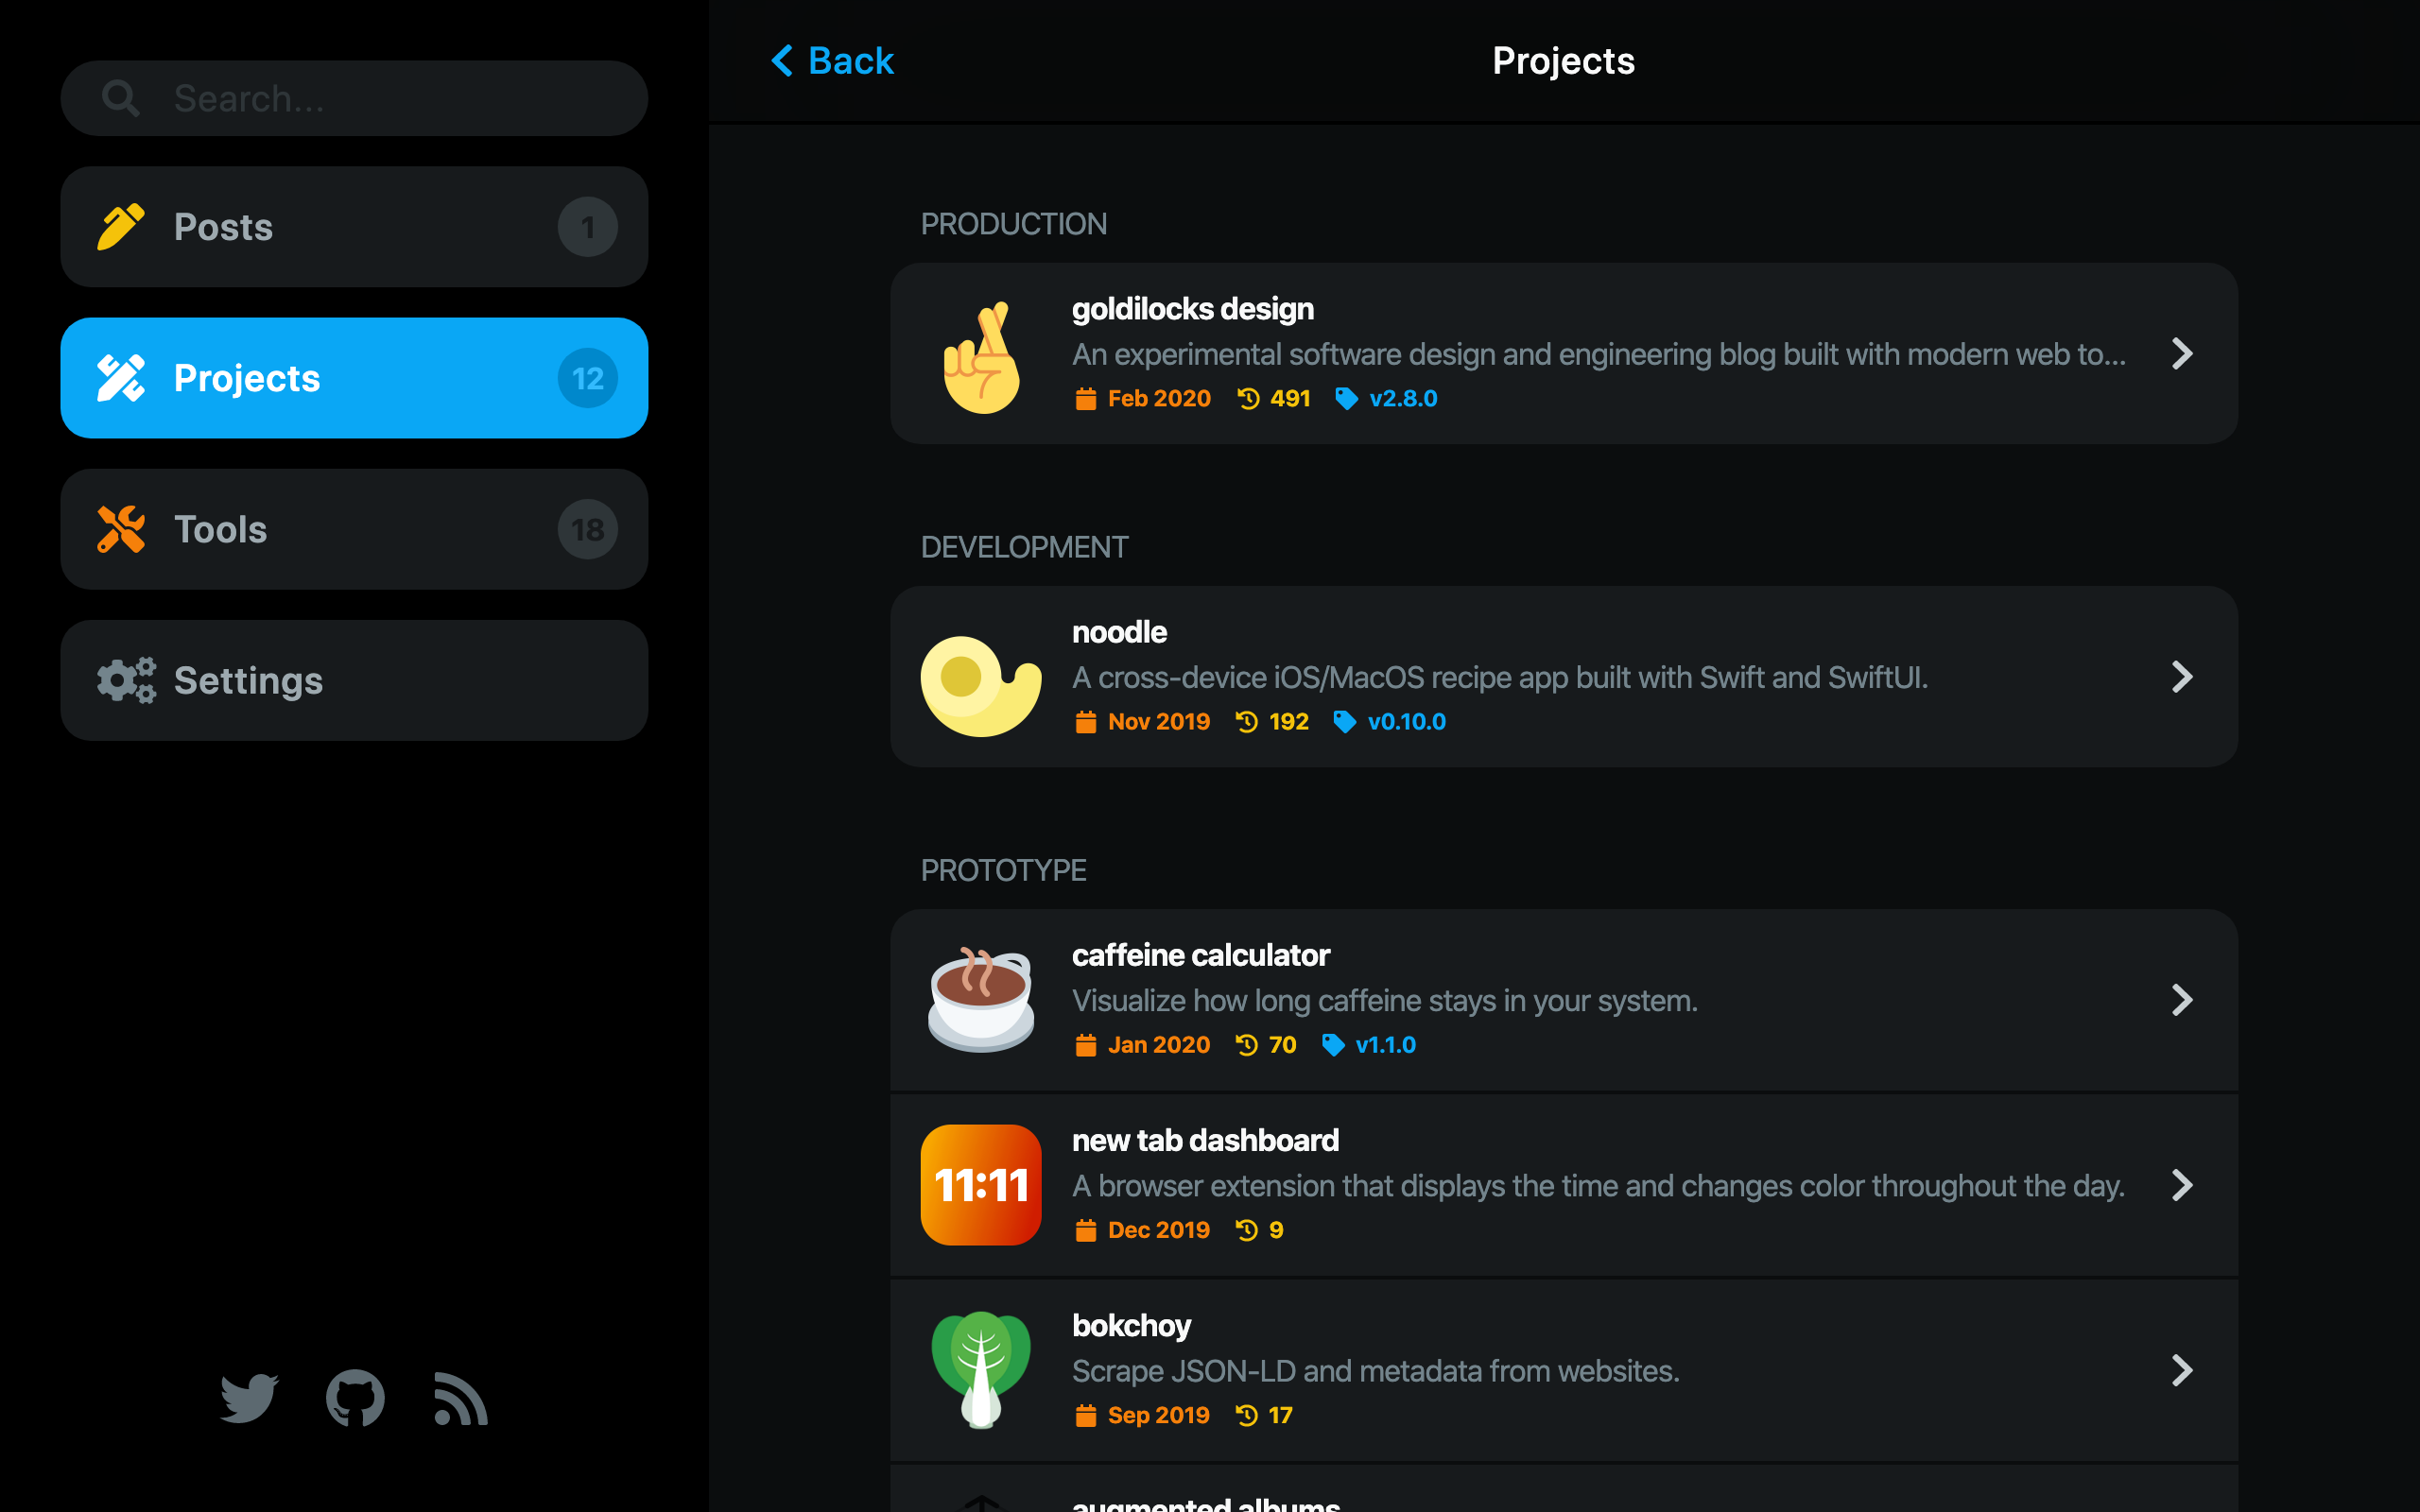 Search...
Posts 1
Projects 12
Tools 18
Settings
Back
Projects
PRODUCTION
goldilocks design
An experimental software design and engineering blog built with modern web to...
Feb 2020 491 v2.8.0
DEVELOPMENT
noodle
A cross-device iOS/MacOS recipe app built with Swift and SwiftUI.
Nov 2019 192 v0.10.0
PROTOTYPE
caffeine calculator
Visualize how long caffeine stays in your system.
Jan 2020 70 v1.1.0
11:11
new tab dashboard
A browser extension that displays the time and changes color throughout the day.
Dec 2019 9
bokchoy
Scrape JSON-LD and metadata from websites.
Sep 2019 17
augmented albums